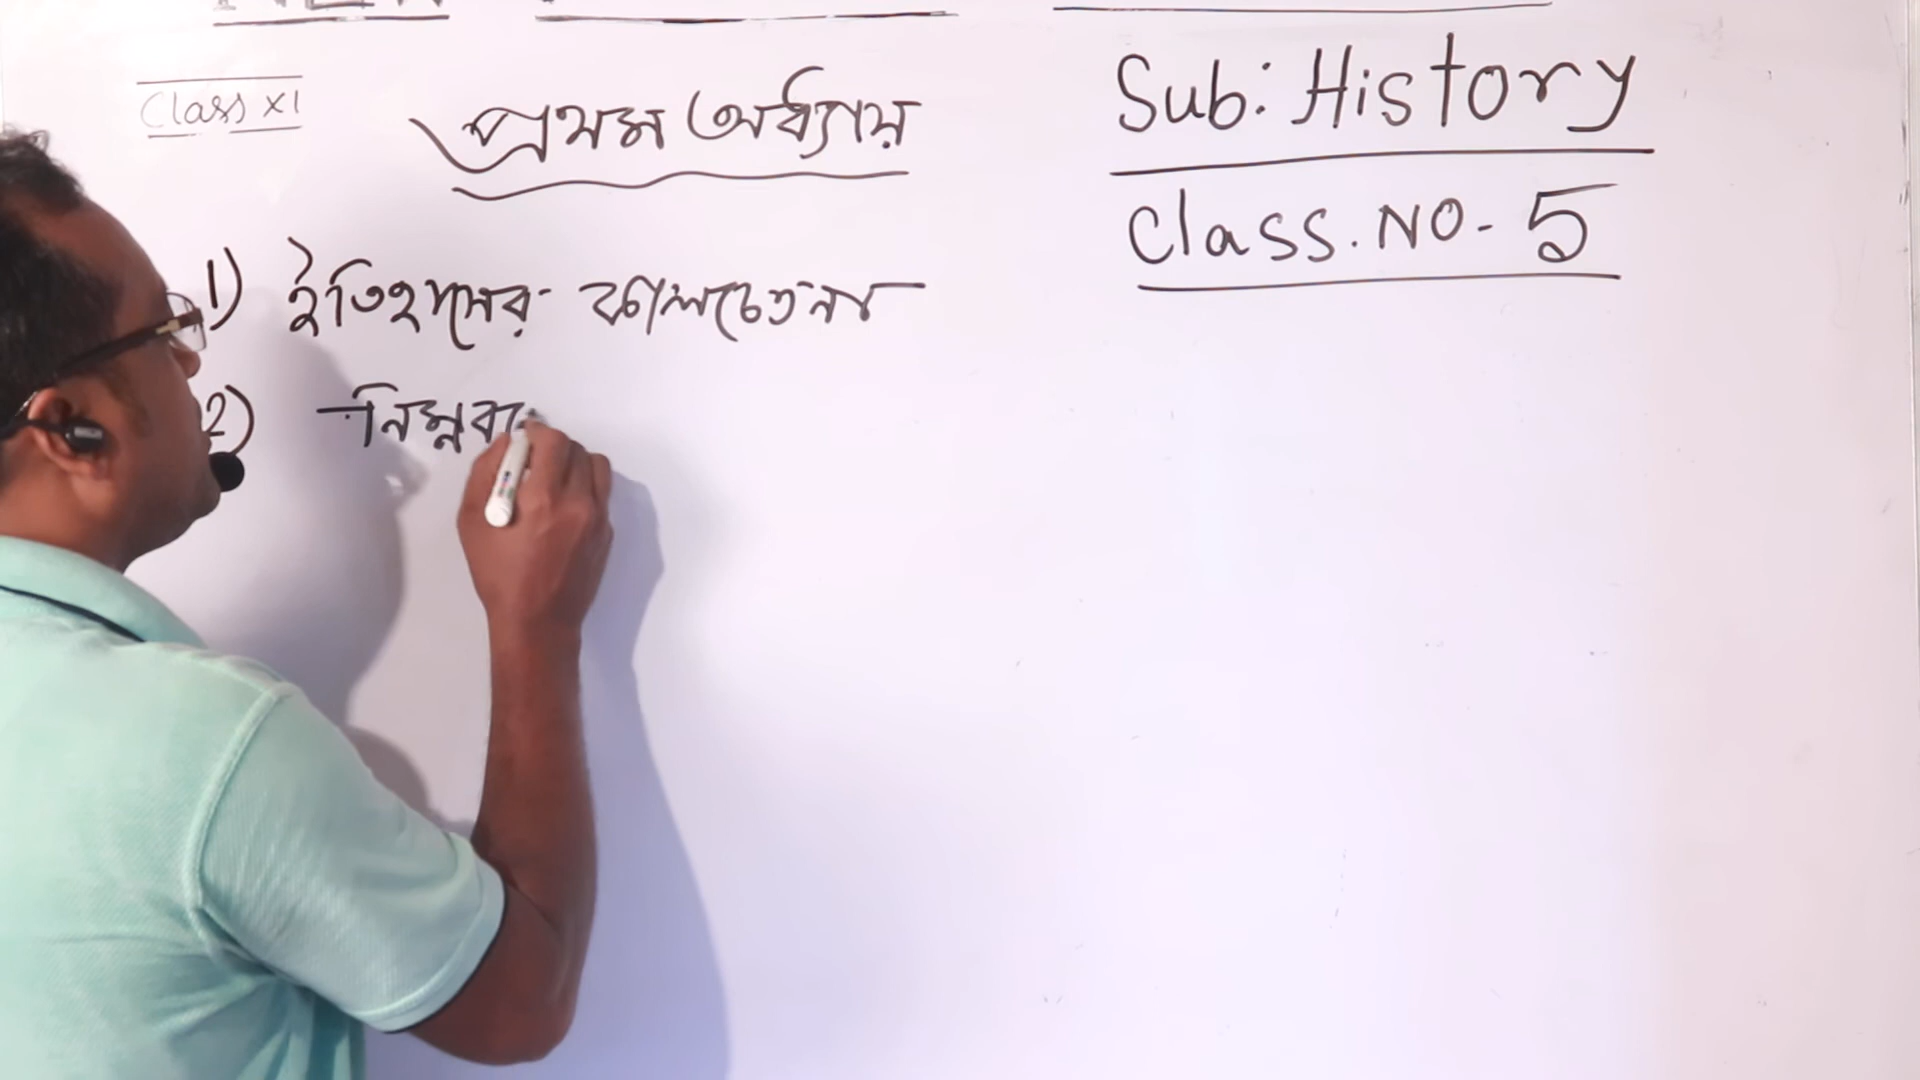 Class XI
প্রথম অধ্যায়
Sub: History
Class. NO - 5
1) ইতিহাসের কালচেতনা
2) নিম্নব